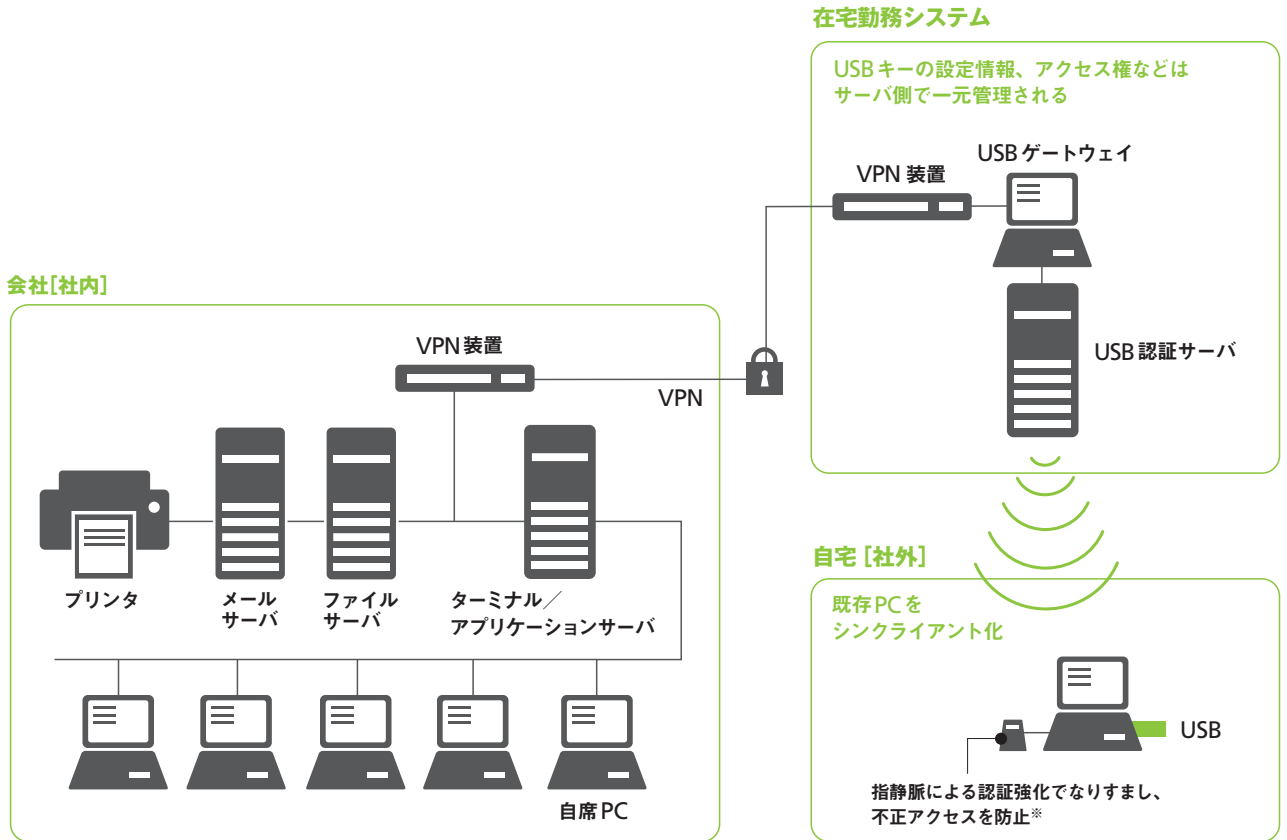 在宅勤務システム
USBキーの設定情報、アクセス権などは
サーバ側で一元管理される
USBゲートウェイ
VPN 装置
USB認証サーバ
会社[社内]
VPN装置
VPN
プリンタ
メール
サーバ
ファイル
サーバ
ターミナル／
アプリケーションサーバ
自席PC
自宅[社外]
既存PCを
シンクライアント化
USB
指静脈による認証強化でなりすまし、
不正アクセスを防止※